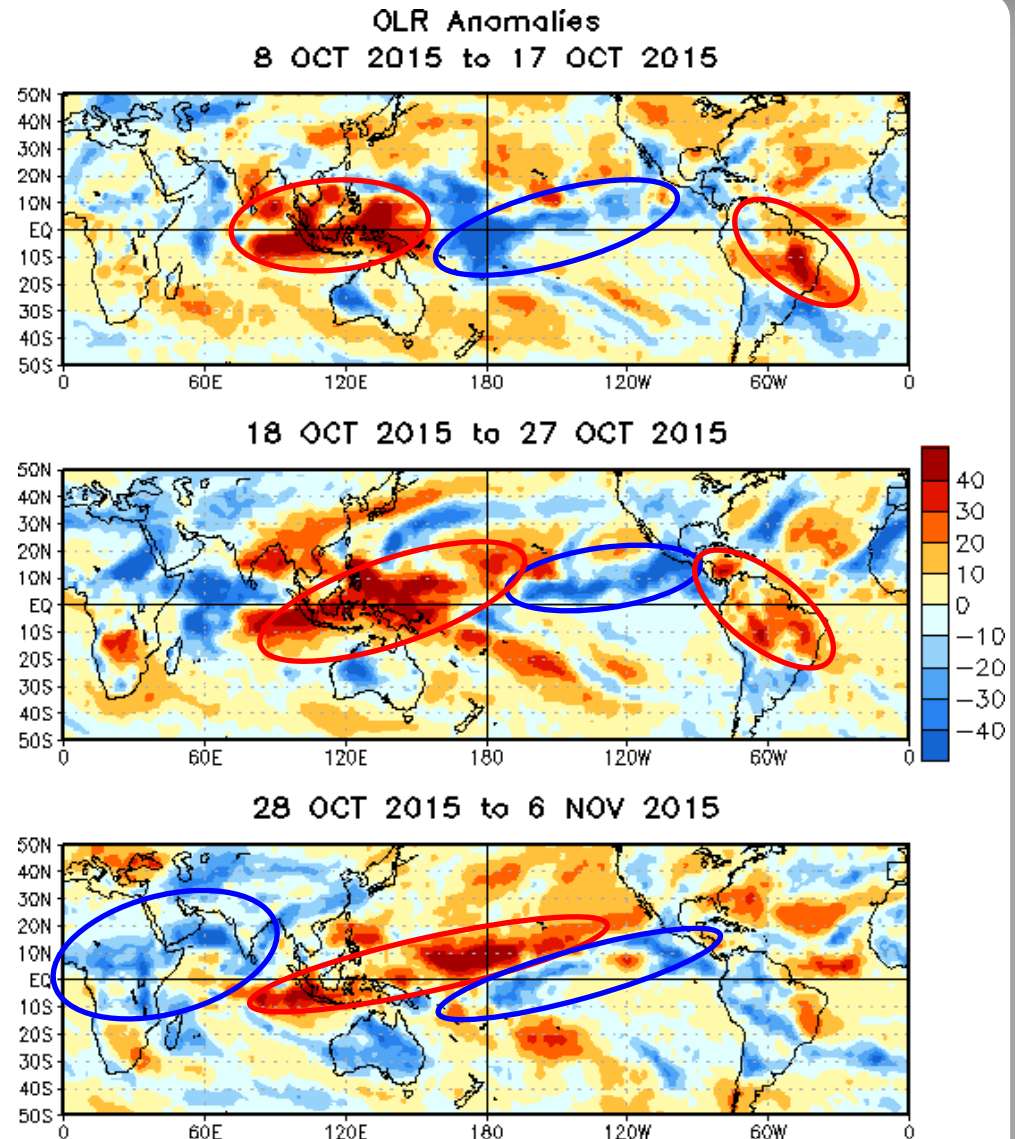 OLR Anomalies
8 OCT 2015 to 17 OCT 2015
50N
40N
30N
20N
10N
EQ
10S
20S
30S
40S
50S
0 60E 120E 180 120W 60W 0
18 OCT 2015 to 27 OCT 2015
50N
40N
30N
20N
10N
EQ
10S
20S
30S
40S
50S
0 60E 120E 180 120W 60W 0
40
30
20
10
0
−10
−20
−30
−40
28 OCT 2015 to 6 NOV 2015
50N
40N
30N
20N
10N
EQ
10S
20S
30S
40S
50S
0 60E 120E 180 120W 60W 0